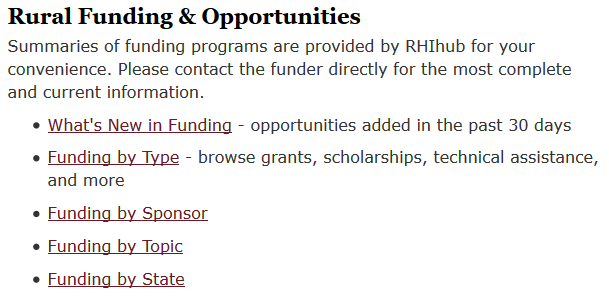 Rural Funding & Opportunities
Summaries of funding programs are provided by RHIhub for your
convenience. Please contact the funder directly for the most complete
and current information.
• What's New in Funding - opportunities added in the past 30 days
• Funding by Type - browse grants, scholarships, technical assistance,
and more
• Funding by Sponsor
• Funding by Topic
• Funding by State